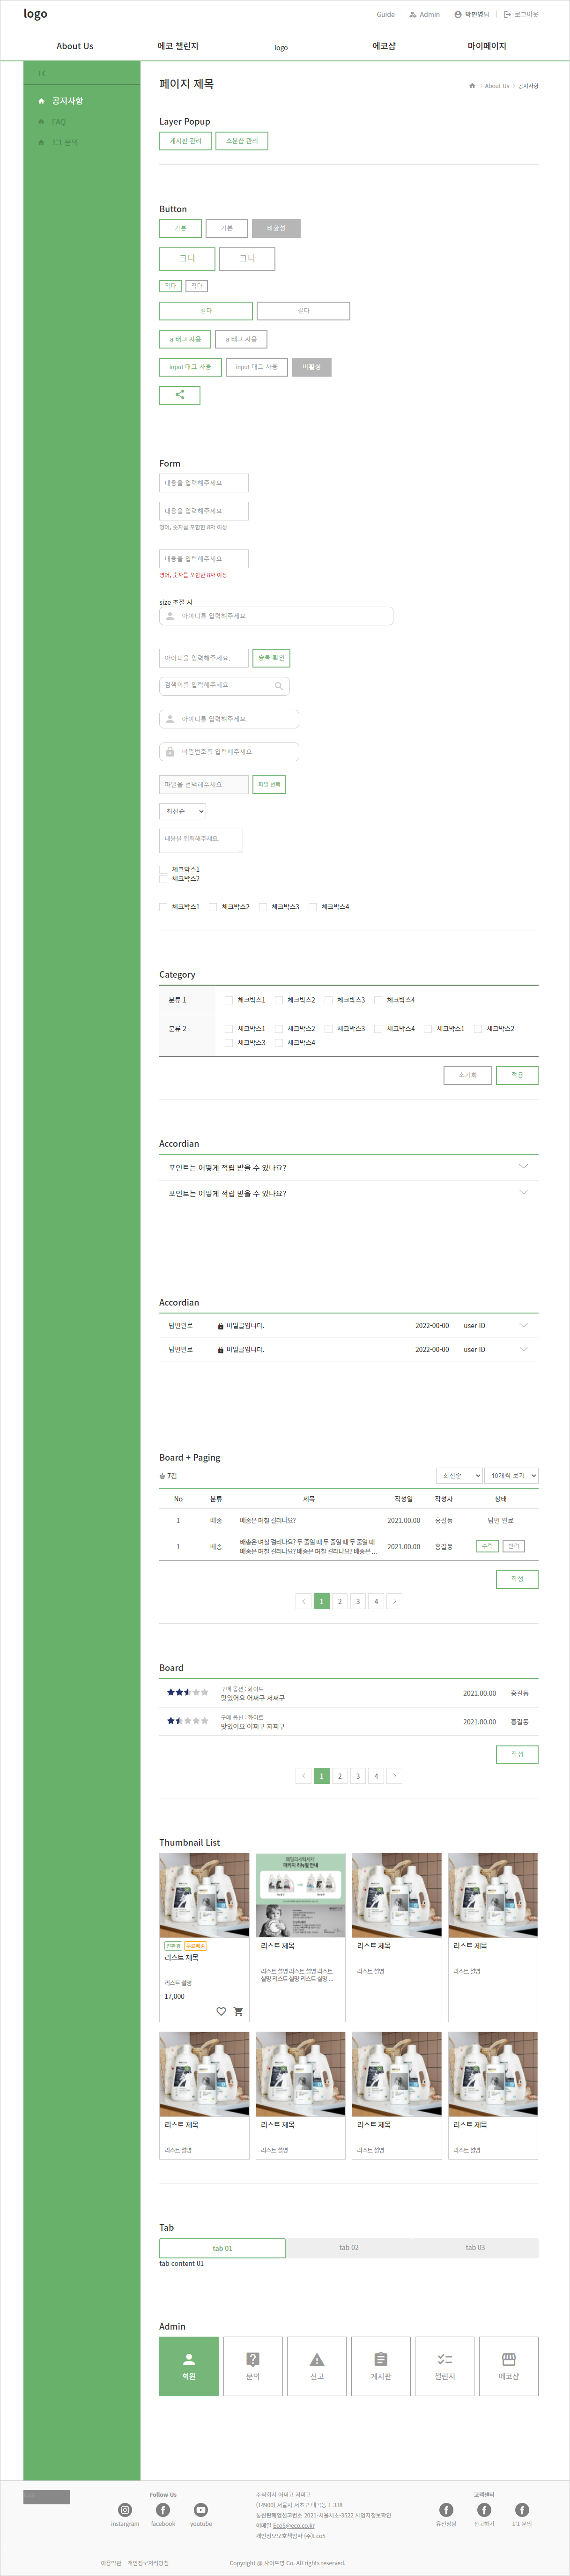 logo
Guide Admin 백만명님 로그아웃
About Us 에코 챌린지 logo 에코샵 마이페이지
공지사항
FAQ
1:1 문의
페이지 제목
About Us 공지사항
Layer Popup
게시판 관리 소문샵 관리
Button
기본 기본 비활성
크다 크다
작다 작다
길다 길다
a 태그 사용 a 태그 사용
input 태그 사용 input 태그 사용 비활성
Form
내용을 입력해주세요.
내용을 입력해주세요.
영어, 숫자를 포함한 8자 이상
내용을 입력해주세요.
영어, 숫자를 포함한 8자 이상
size 조절 시
아이디를 입력해주세요.
아이디을 입력해주세요. 중복 확인
검색어를 입력해주세요.
아이디를 입력해주세요.
비밀번호를 입력해주세요.
파일을 선택해주세요. 파일 선택
최신순
내용을 입력해주세요.
체크박스1
체크박스2
체크박스1 체크박스2 체크박스3 체크박스4
Category
분류 1 체크박스1 체크박스2 체크박스3 체크박스4
분류 2 체크박스1 체크박스2 체크박스3 체크박스4 체크박스1 체크박스2
체크박스3 체크박스4
초기화 적용
Accordian
포인트는 어떻게 적립 받을 수 있나요?
포인트는 어떻게 적립 받을 수 있나요?
Accordian
답변완료 비밀글입니다. 2022-00-00 user ID
답변완료 비밀글입니다. 2022-00-00 user ID
Board + Paging
총 7건 최신순 10개씩 보기
No 분류 제목 작성일 작성자 상태
1 배송 배송은 며칠 걸리나요? 2021.00.00 홍길동 답변 완료
1 배송 배송은 며칠 걸리나요? 두 줄일 때 두 줄일 때 두 줄일 때 2021.00.00 홍길동 수락 반려
배송은 며칠 걸리나요? 배송은 며칠 걸리나요? 배송은 ...
작성
1 2 3 4
Board
구매 옵션 : 화이트
맛있어요 어쩌구 저쩌구 2021.00.00 홍길동
구매 옵션 : 화이트
맛있어요 어쩌구 저쩌구 2021.00.00 홍길동
작성
1 2 3 4
Thumbnail List
패키지 리뉴얼 안내
친환경 무료배송
리스트 제목 리스트 제목 리스트 제목 리스트 제목
리스트 설명 리스트 설명 리스트 설명 리스트
설명 리스트 설명 리스트 설명 ... 리스트 설명 리스트 설명
17,000
리스트 제목 리스트 제목 리스트 제목 리스트 제목
리스트 설명 리스트 설명 리스트 설명 리스트 설명
Tab
tab 01 tab 02 tab 03
tab content 01
Admin
회원 문의 신고 게시판 챌린지 에코샵
Follow Us
Instargram facebook youtube
주식회사 어쩌고 저쩌고
(14900) 서울시 서초구 내곡동 1-338
통신판매업신고번호 2021-서울서초-3522 사업자정보확인
이메일 Eco5@eco.co.kr
개인정보보호책임자 (주)Eco5
고객센터
유선상담 신고하기 1:1 문의
이용약관 개인정보처리방침 Copyright @ 사이트명 Co. All rights reserved.